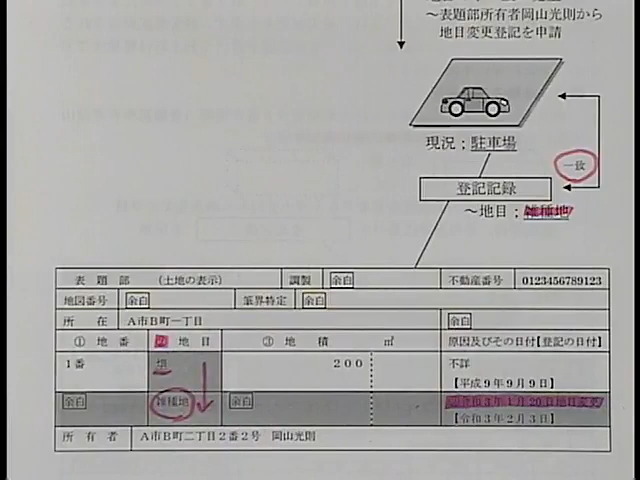 ～表題部所有者岡山光則から
地目変更登記を申請
現況；駐車場
一致
登記記録
～地目；雑種地
表題部 （土地の表示） 調製 余白 不動産番号 0123456789123
地図番号 余白 筆界特定 余白
所在 A市B町一丁目 余白
①地番 ②地目 ③地積 ㎡ 原因及びその日付【登記の日付】
1番 畑 200 不詳
【平成9年9月9日】
余白 雑種地 余白 ②令和3年1月20日地目変更
【令和3年2月3日】
所有者 A市B町二丁目2番2号 岡山光則